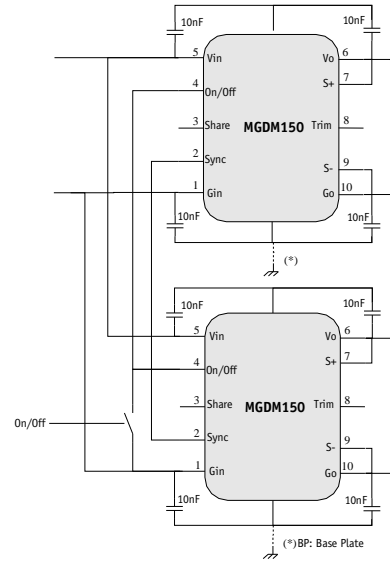 10nF 10nF
5 Vin Vo 6
4 On/Off S+ 7
3 Share MGDM150 Trim 8
2 Sync S- 9
1 Gin Go 10
10nF 10nF
(*)
10nF 10nF
5 Vin Vo 6
4 On/Off S+ 7
3 Share MGDM150 Trim 8
On/Off
2 Sync S- 9
1 Gin Go 10
10nF 10nF
(*)BP: Base Plate